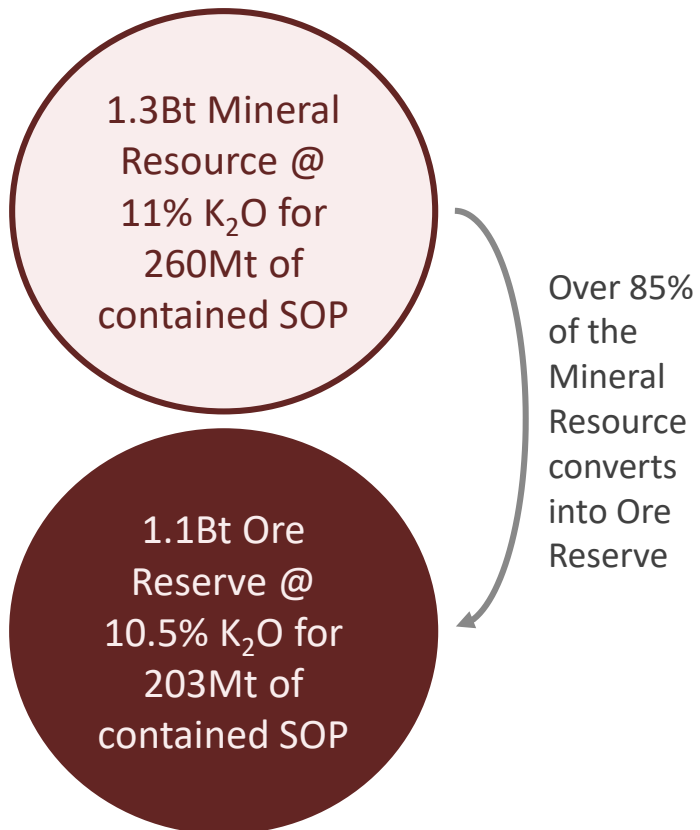 1.3Bt Mineral
Resource @
11% K₂O for
260Mt of
contained SOP
Over 85%
of the
Mineral
Resource
converts
into Ore
Reserve
1.1Bt Ore
Reserve @
10.5% K₂O for
203Mt of
contained SOP